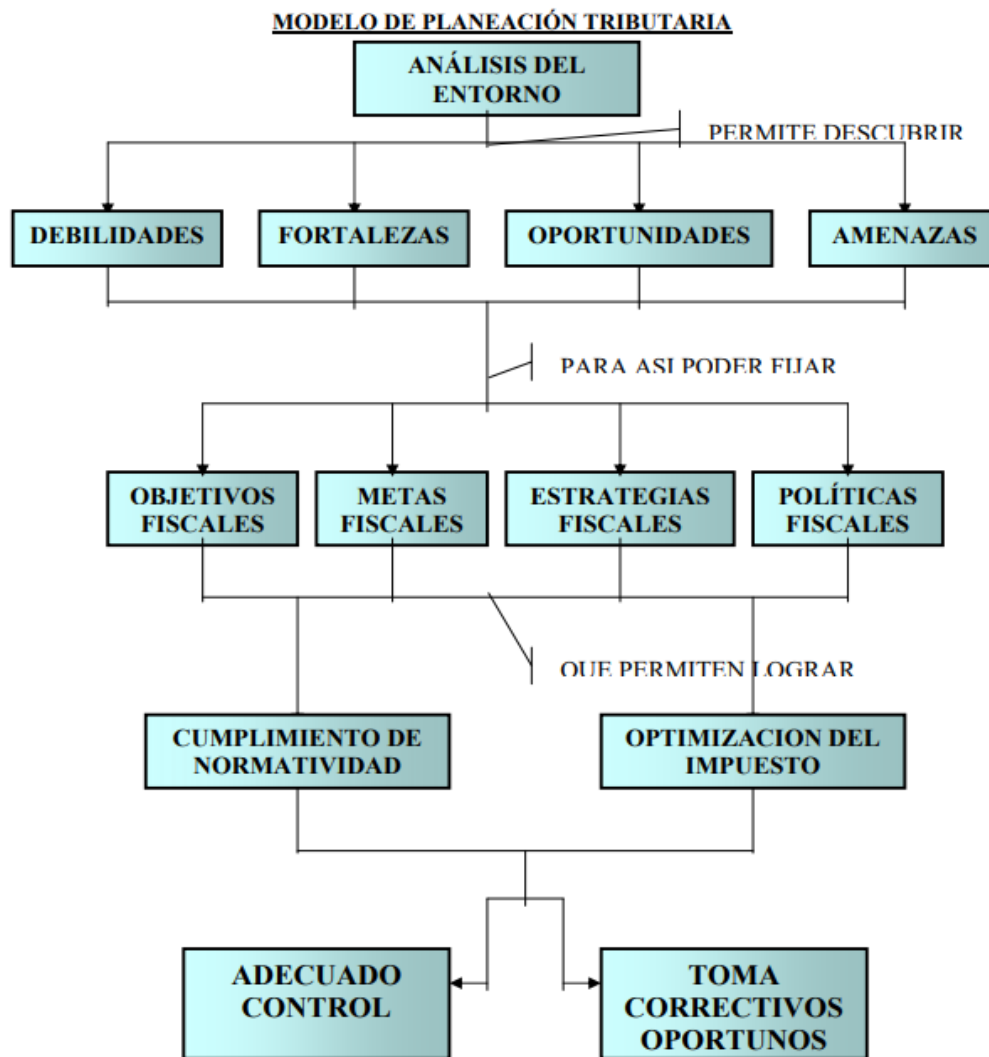 MODELO DE PLANEACIÓN TRIBUTARIA
ANÁLISIS DEL
ENTORNO
PERMITE DESCUBRIR
DEBILIDADES
FORTALEZAS
OPORTUNIDADES
AMENAZAS
PARA ASI PODER FIJAR
OBJETIVOS
FISCALES
METAS
FISCALES
ESTRATEGIAS
FISCALES
POLÍTICAS
FISCALES
QUE PERMITEN LOGRAR
CUMPLIMIENTO DE
NORMATIVIDAD
OPTIMIZACION DEL
IMPUESTO
ADECUADO
CONTROL
TOMA
CORRECTIVOS
OPORTUNOS